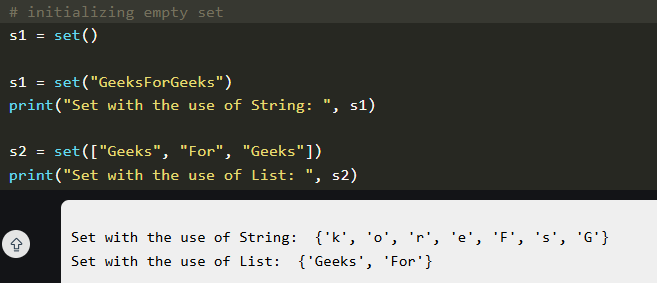 # initializing empty set
s1 = set()
s1 = set("GeeksForGeeks")
print("Set with the use of String: ", s1)
s2 = set(["Geeks", "For", "Geeks"])
print("Set with the use of List: ", s2)
Set with the use of String:  {'k', 'o', 'r', 'e', 'F', 's', 'G'}
Set with the use of List:  {'Geeks', 'For'}